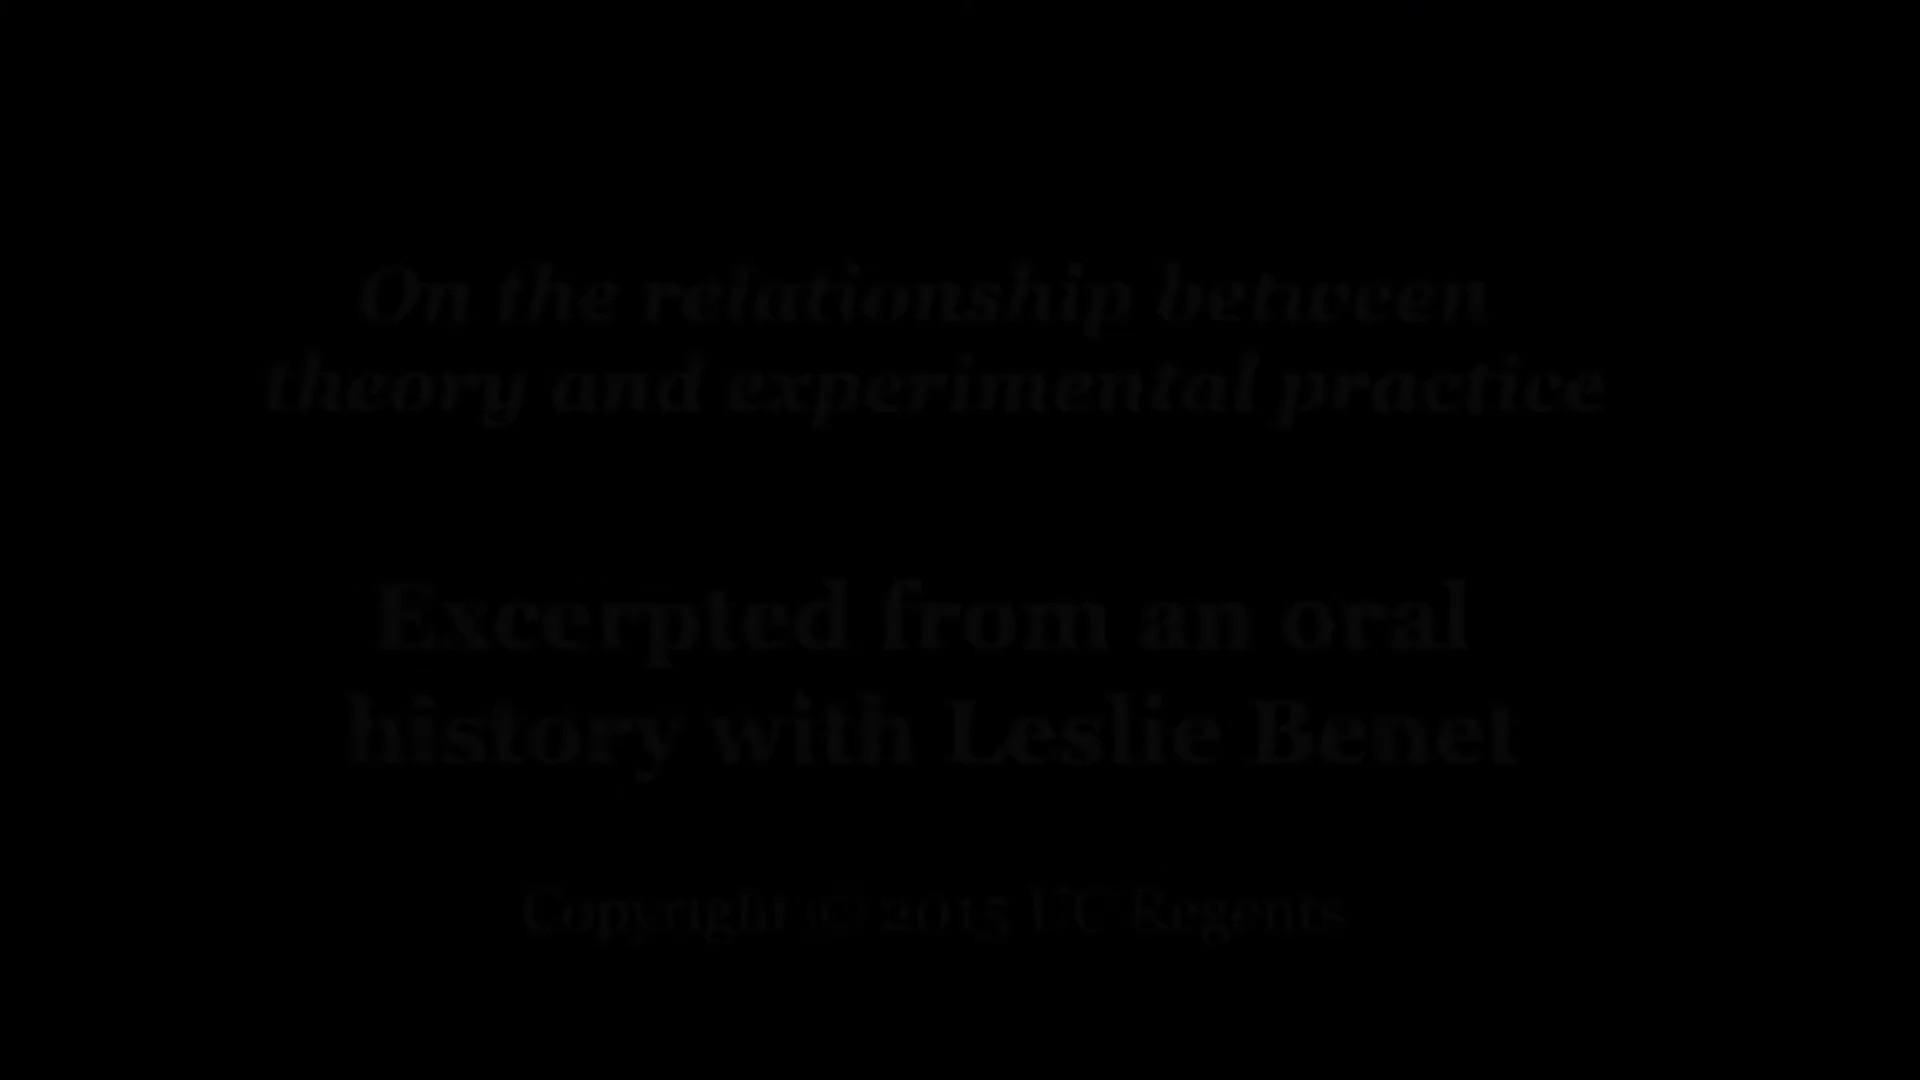 On the relationship between
theory and experimental practice
Excerpted from an oral
history with Leslie Benet
Copyright © 2015 UC Regents